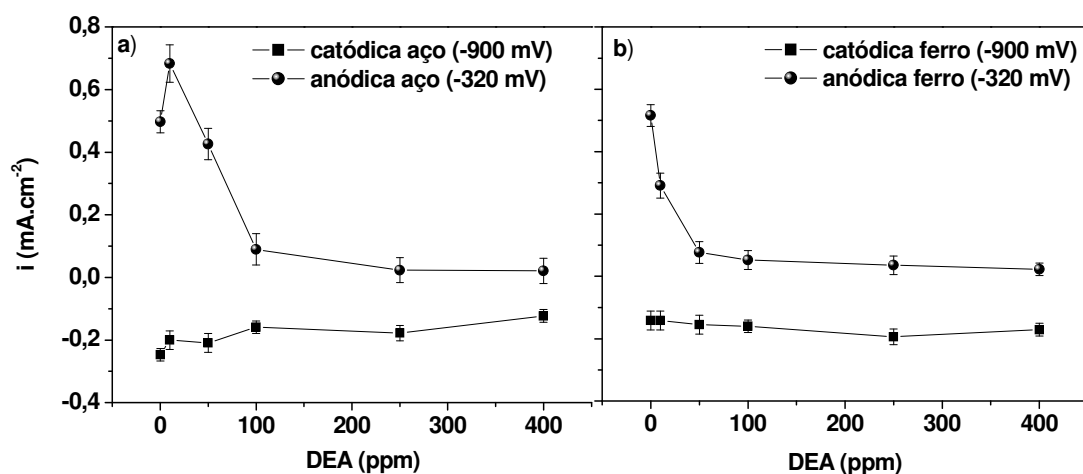 a)
catódica aço (-900 mV)
anódica aço (-320 mV)
b)
catódica ferro (-900 mV)
anódica ferro (-320 mV)
i (mA.cm-2)
0,8
0,6
0,4
0,2
0,0
-0,2
-0,4
0 100 200 300 400
0 100 200 300 400
DEA (ppm)
DEA (ppm)